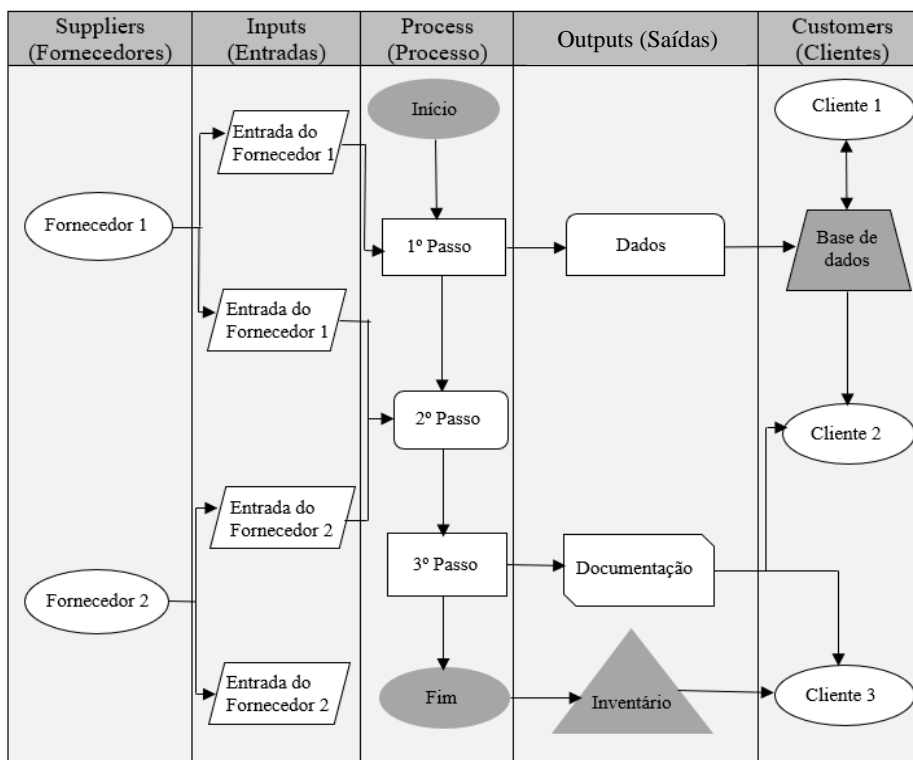 Suppliers
(Fornecedores)
Inputs
(Entradas)
Process
(Processo)
Outputs (Saídas)
Customers
(Clientes)
Fornecedor 1
Fornecedor 2
Entrada do
Fornecedor 1
Entrada do
Fornecedor 1
Entrada do
Fornecedor 2
Entrada do
Fornecedor 2
Início
1º Passo
2º Passo
3º Passo
Fim
Dados
Documentação
Inventário
Cliente 1
Base de
dados
Cliente 2
Cliente 3